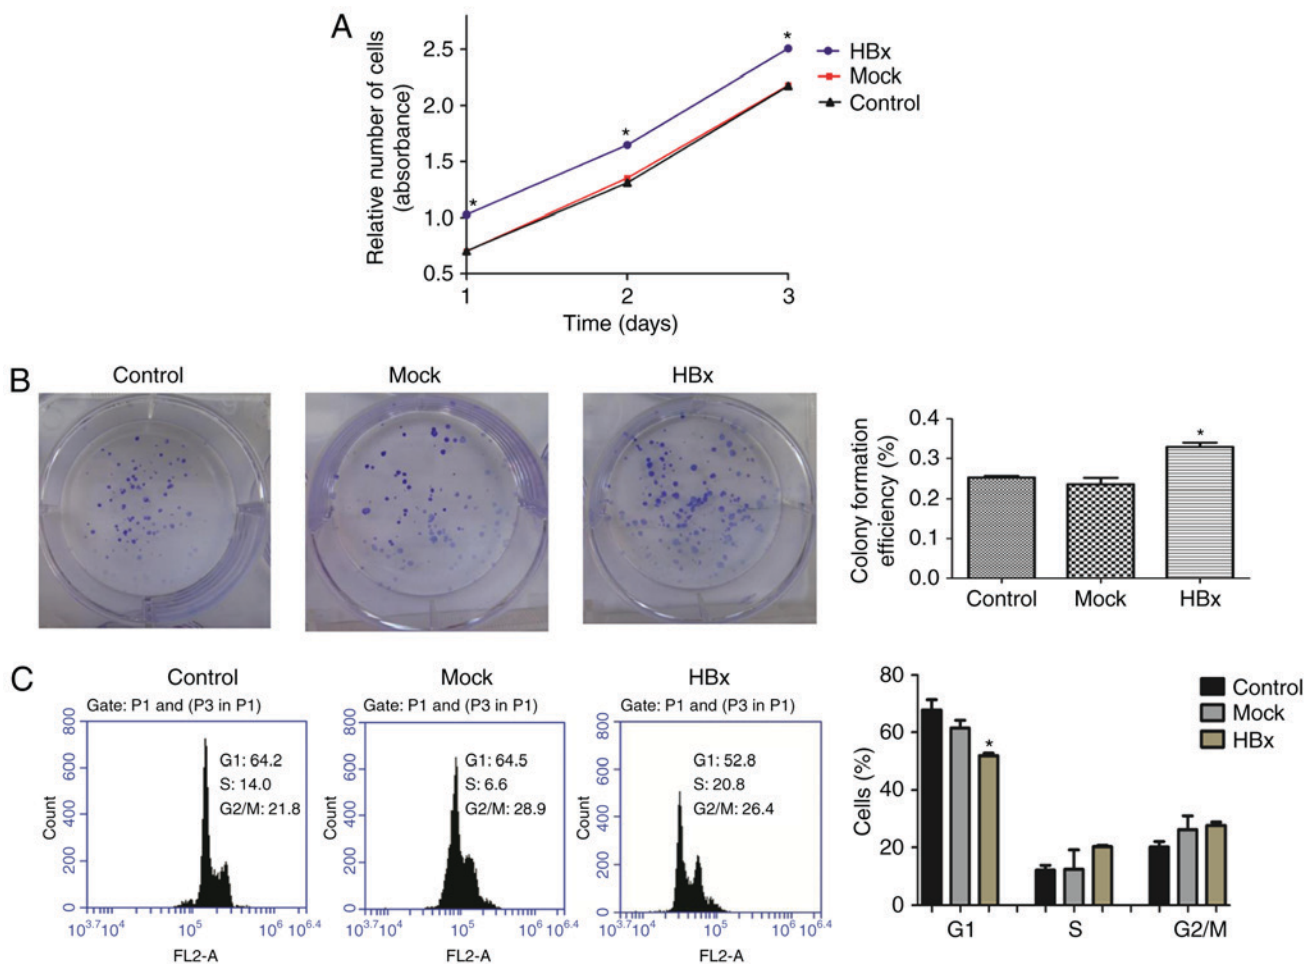 A
Relative number of cells
(absorbance)
2.5
2.0
1.5
1.0
0.5
*
*
*
1
2
3
Time (days)
HBx
Mock
Control
B
Control
Mock
HBx
Colony formation
efficiency (%)
0.4
0.3
0.2
0.1
0.0
*
Control
Mock
HBx
C
Control
Gate: P1 and (P3 in P1)
Count
800
600
400
200
0
G1: 64.2
S: 14.0
G2/M: 21.8
10^3.7 10^4 10^5 10^6 10^6.4
FL2-A
Mock
Gate: P1 and (P3 in P1)
Count
800
600
400
200
0
G1: 64.5
S: 6.6
G2/M: 28.9
10^3.7 10^4 10^5 10^6 10^6.4
FL2-A
HBx
Gate: P1 and (P3 in P1)
Count
800
600
400
200
0
G1: 52.8
S: 20.8
G2/M: 26.4
10^3.7 10^4 10^5 10^6 10^6.4
FL2-A
Cells (%)
80
60
40
20
0
*
G1
S
G2/M
Control
Mock
HBx